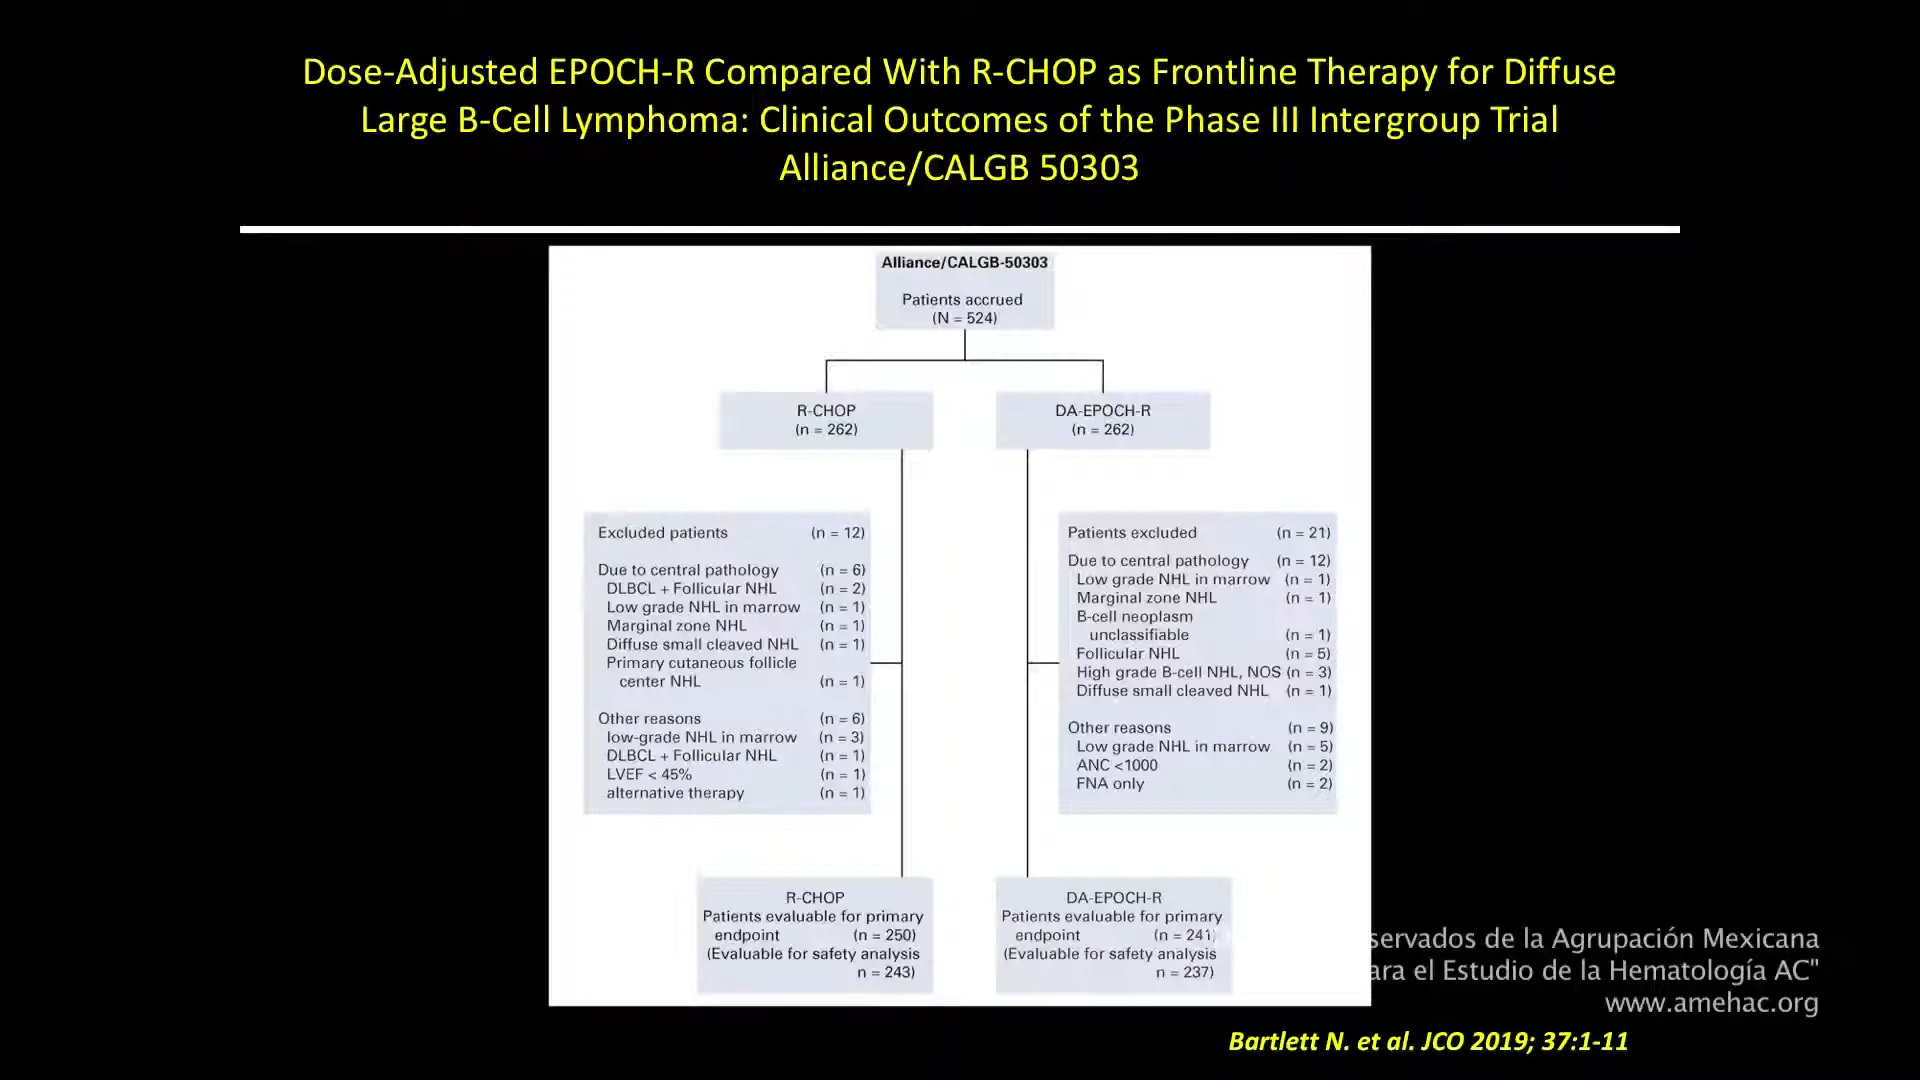 Dose-Adjusted EPOCH-R Compared With R-CHOP as Frontline Therapy for Diffuse
Large B-Cell Lymphoma: Clinical Outcomes of the Phase III Intergroup Trial
Alliance/CALGB 50303
Alliance/CALGB-50303
Patients accrued
(N = 524)
R-CHOP
(n = 262)
DA-EPOCH-R
(n = 262)
Excluded patients (n = 12)
Due to central pathology (n = 6)
DLBCL + Follicular NHL (n = 2)
Low grade NHL in marrow (n = 1)
Marginal zone NHL (n = 1)
Diffuse small cleaved NHL (n = 1)
Primary cutaneous follicle
center NHL (n = 1)
Other reasons (n = 6)
low-grade NHL in marrow (n = 3)
DLBCL + Follicular NHL (n = 1)
LVEF < 45% (n = 1)
alternative therapy (n = 1)
Patients excluded (n = 21)
Due to central pathology (n = 12)
Low grade NHL in marrow (n = 1)
Marginal zone NHL (n = 1)
B-cell neoplasm
unclassifiable (n = 1)
Follicular NHL (n = 5)
High grade B-cell NHL, NOS (n = 3)
Diffuse small cleaved NHL (n = 1)
Other reasons (n = 9)
Low grade NHL in marrow (n = 5)
ANC <1000 (n = 2)
FNA only (n = 2)
R-CHOP
Patients evaluable for primary
endpoint (n = 250)
(Evaluable for safety analysis
n = 243)
DA-EPOCH-R
Patients evaluable for primary
endpoint (n = 241)
(Evaluable for safety analysis
n = 237)
servados de la Agrupación Mexicana
ara el Estudio de la Hematología AC"
www.amehac.org
Bartlett N. et al. JCO 2019; 37:1-11